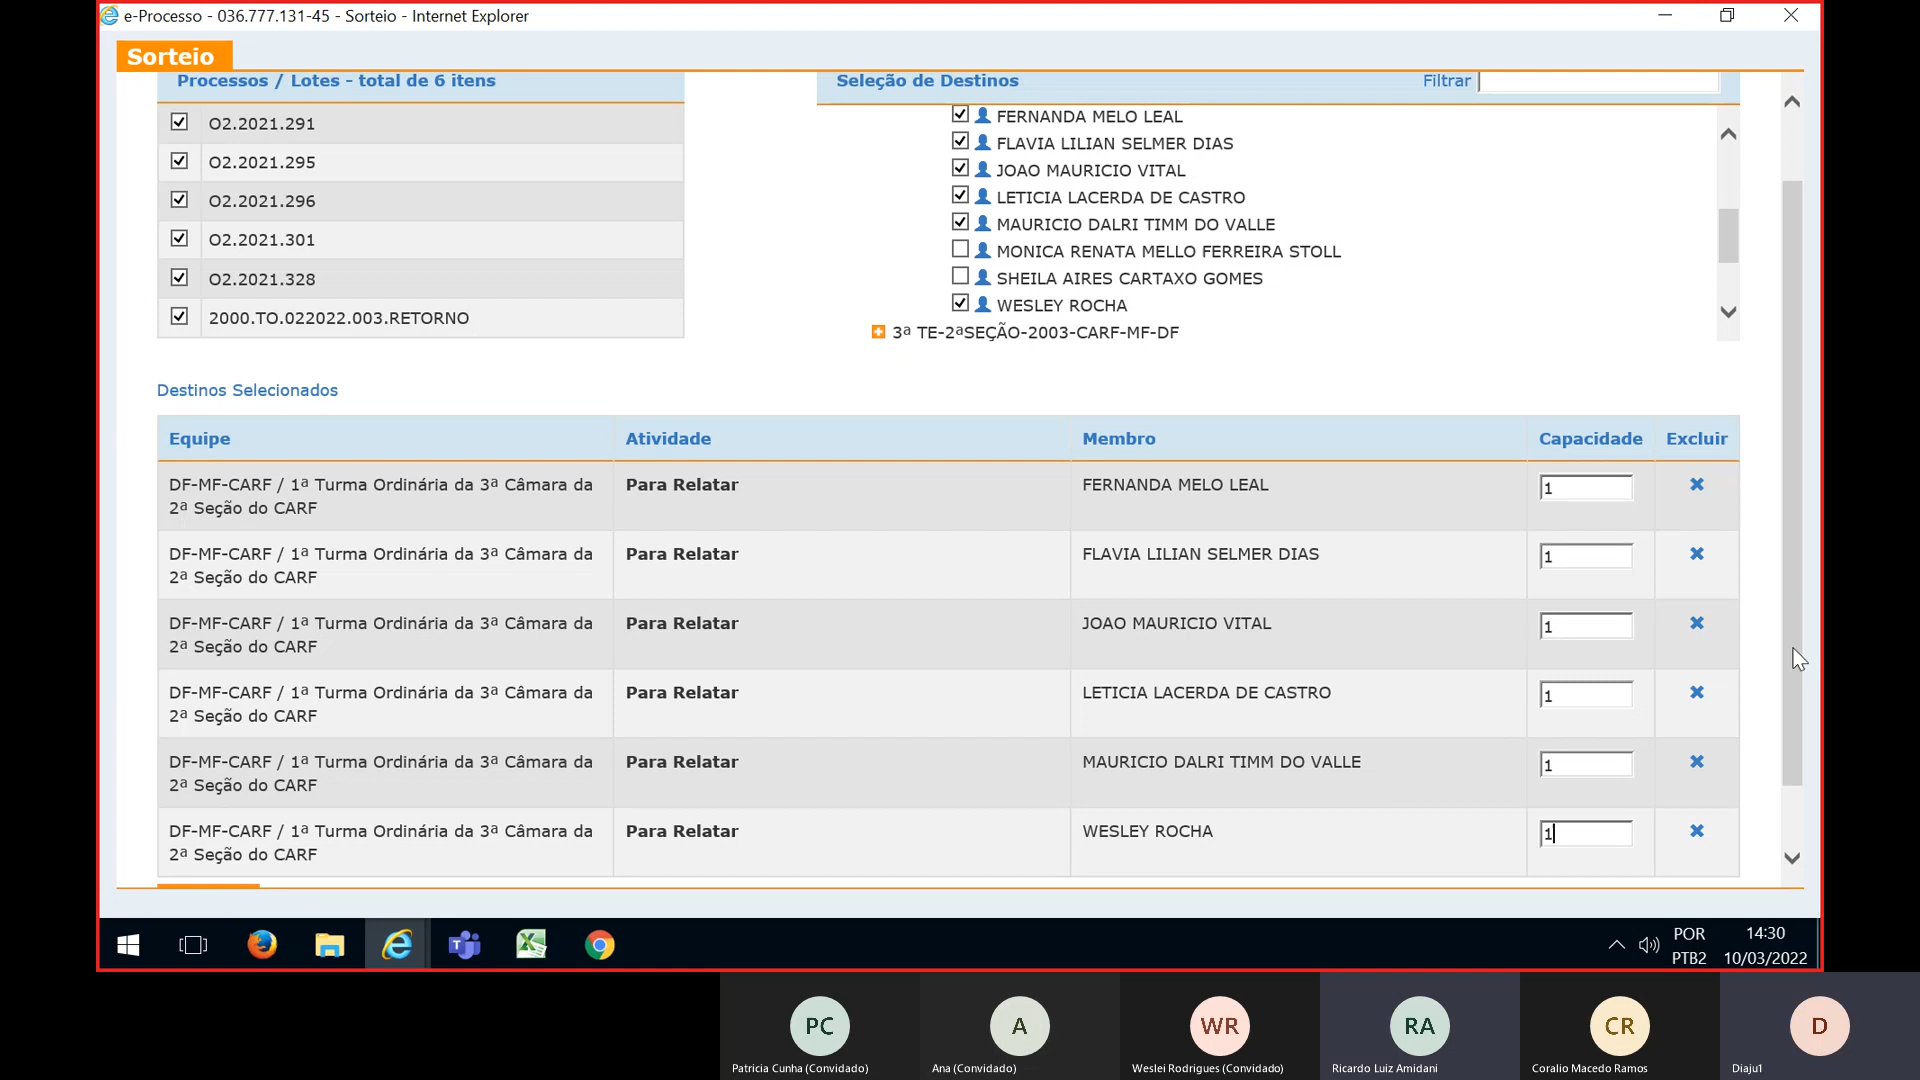 e-Processo - 036.777.131-45 - Sorteio - Internet Explorer
Sorteio
Processos / Lotes - total de 6 itens
O2.2021.291
O2.2021.295
O2.2021.296
O2.2021.301
O2.2021.328
2000.TO.022022.003.RETORNO
Seleção de Destinos
Filtrar
FERNANDA MELO LEAL
FLAVIA LILIAN SELMER DIAS
JOAO MAURICIO VITAL
LETICIA LACERDA DE CASTRO
MAURICIO DALRI TIMM DO VALLE
MONICA RENATA MELLO FERREIRA STOLL
SHEILA AIRES CARTAXO GOMES
WESLEY ROCHA
3ª TE-2ªSEÇÃO-2003-CARF-MF-DF
Destinos Selecionados
Equipe Atividade Membro Capacidade Excluir
DF-MF-CARF / 1ª Turma Ordinária da 3ª Câmara da Para Relatar FERNANDA MELO LEAL 1
2ª Seção do CARF
DF-MF-CARF / 1ª Turma Ordinária da 3ª Câmara da Para Relatar FLAVIA LILIAN SELMER DIAS 1
2ª Seção do CARF
DF-MF-CARF / 1ª Turma Ordinária da 3ª Câmara da Para Relatar JOAO MAURICIO VITAL 1
2ª Seção do CARF
DF-MF-CARF / 1ª Turma Ordinária da 3ª Câmara da Para Relatar LETICIA LACERDA DE CASTRO 1
2ª Seção do CARF
DF-MF-CARF / 1ª Turma Ordinária da 3ª Câmara da Para Relatar MAURICIO DALRI TIMM DO VALLE 1
2ª Seção do CARF
DF-MF-CARF / 1ª Turma Ordinária da 3ª Câmara da Para Relatar WESLEY ROCHA 1
2ª Seção do CARF
POR 14:30
PTB2 10/03/2022
PC A WR RA CR D
Patricia Cunha (Convidado) Ana (Convidado) Weslei Rodrigues (Convidado) Ricardo Luiz Amidani Coralio Macedo Ramos Diaju1